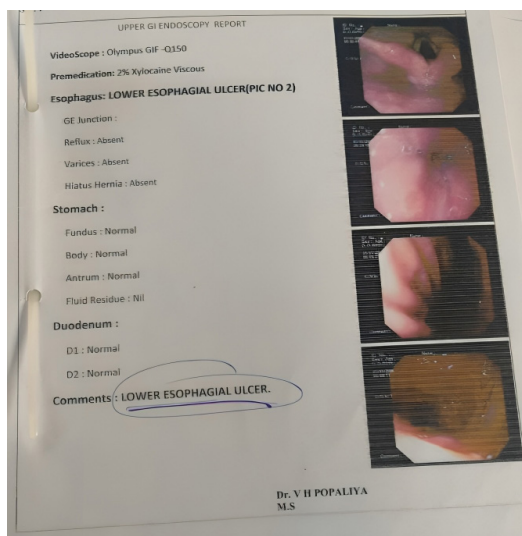 UPPER GI ENDOSCOPY REPORT
VideoScope : Olympus GIF -Q150
Premedication: 2% Xylocaine Viscous
Esophagus: LOWER ESOPHAGIAL ULCER(PIC NO 2)
GE Junction :
Reflux : Absent
Varices : Absent
Hiatus Hernia : Absent
Stomach :
Fundus : Normal
Body : Normal
Antrum : Normal
Fluid Residue : Nil
Duodenum :
D1 : Normal
D2 : Normal
Comments : LOWER ESOPHAGIAL ULCER.
Dr. V H POPALIYA
M.S